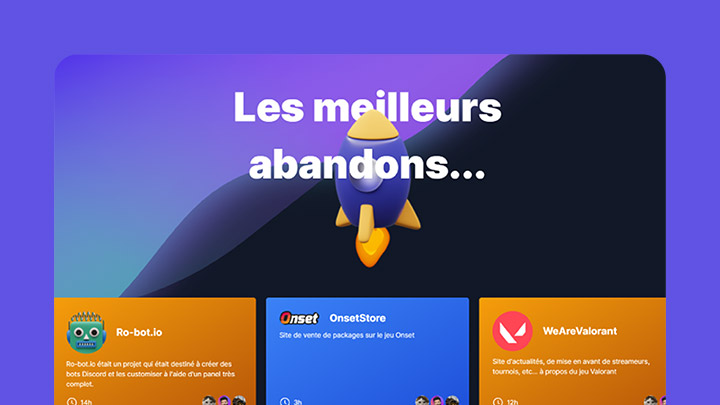 Les meilleurs
abandons...
Ro-bot.io
Ro-bot.io était un projet qui était destiné à créer des
bots Discord et les customiser à l'aide d'un panel très
complet.
14h
Onset
OnsetStore
Site de vente de packages sur le jeu Onset
3h
WeAreValorant
Site d'actualités, de mise en avant de streameurs,
tournois, etc... à propos du jeu Valorant
12h